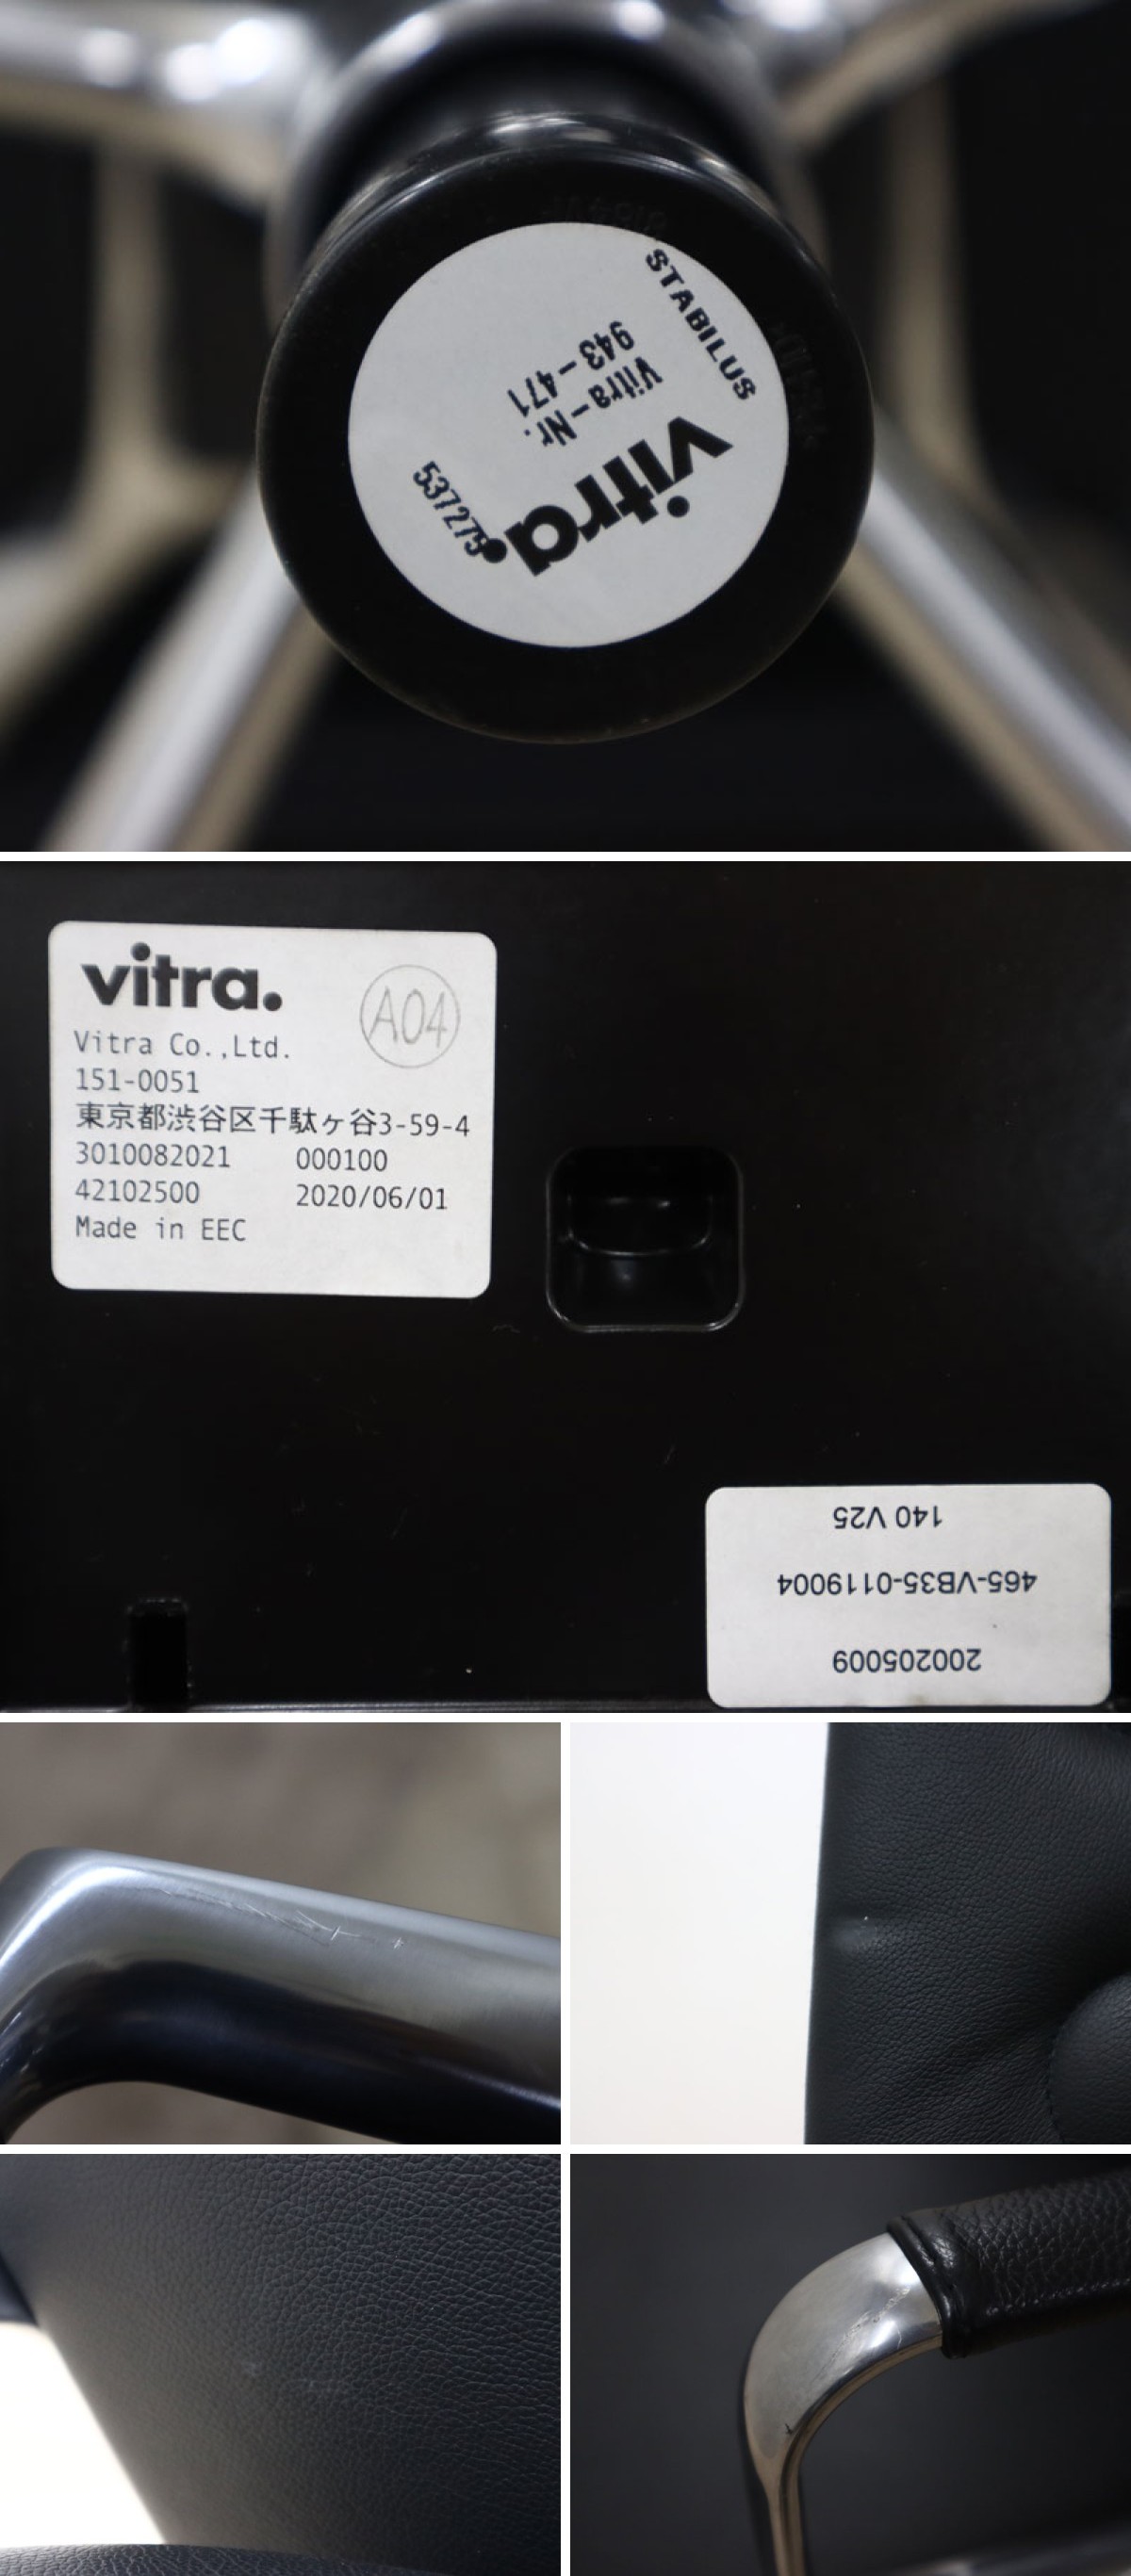 STABILUS
vitra.
Vitra-Nr.
943-471
537275
vitra.
A04
Vitra Co.,Ltd.
151-0051
東京都渋谷区千駄ヶ谷3-59-4
3010082021 000100
42102500 2020/06/01
Made in EEC
200205009
465-VB35-0119004
140 V25